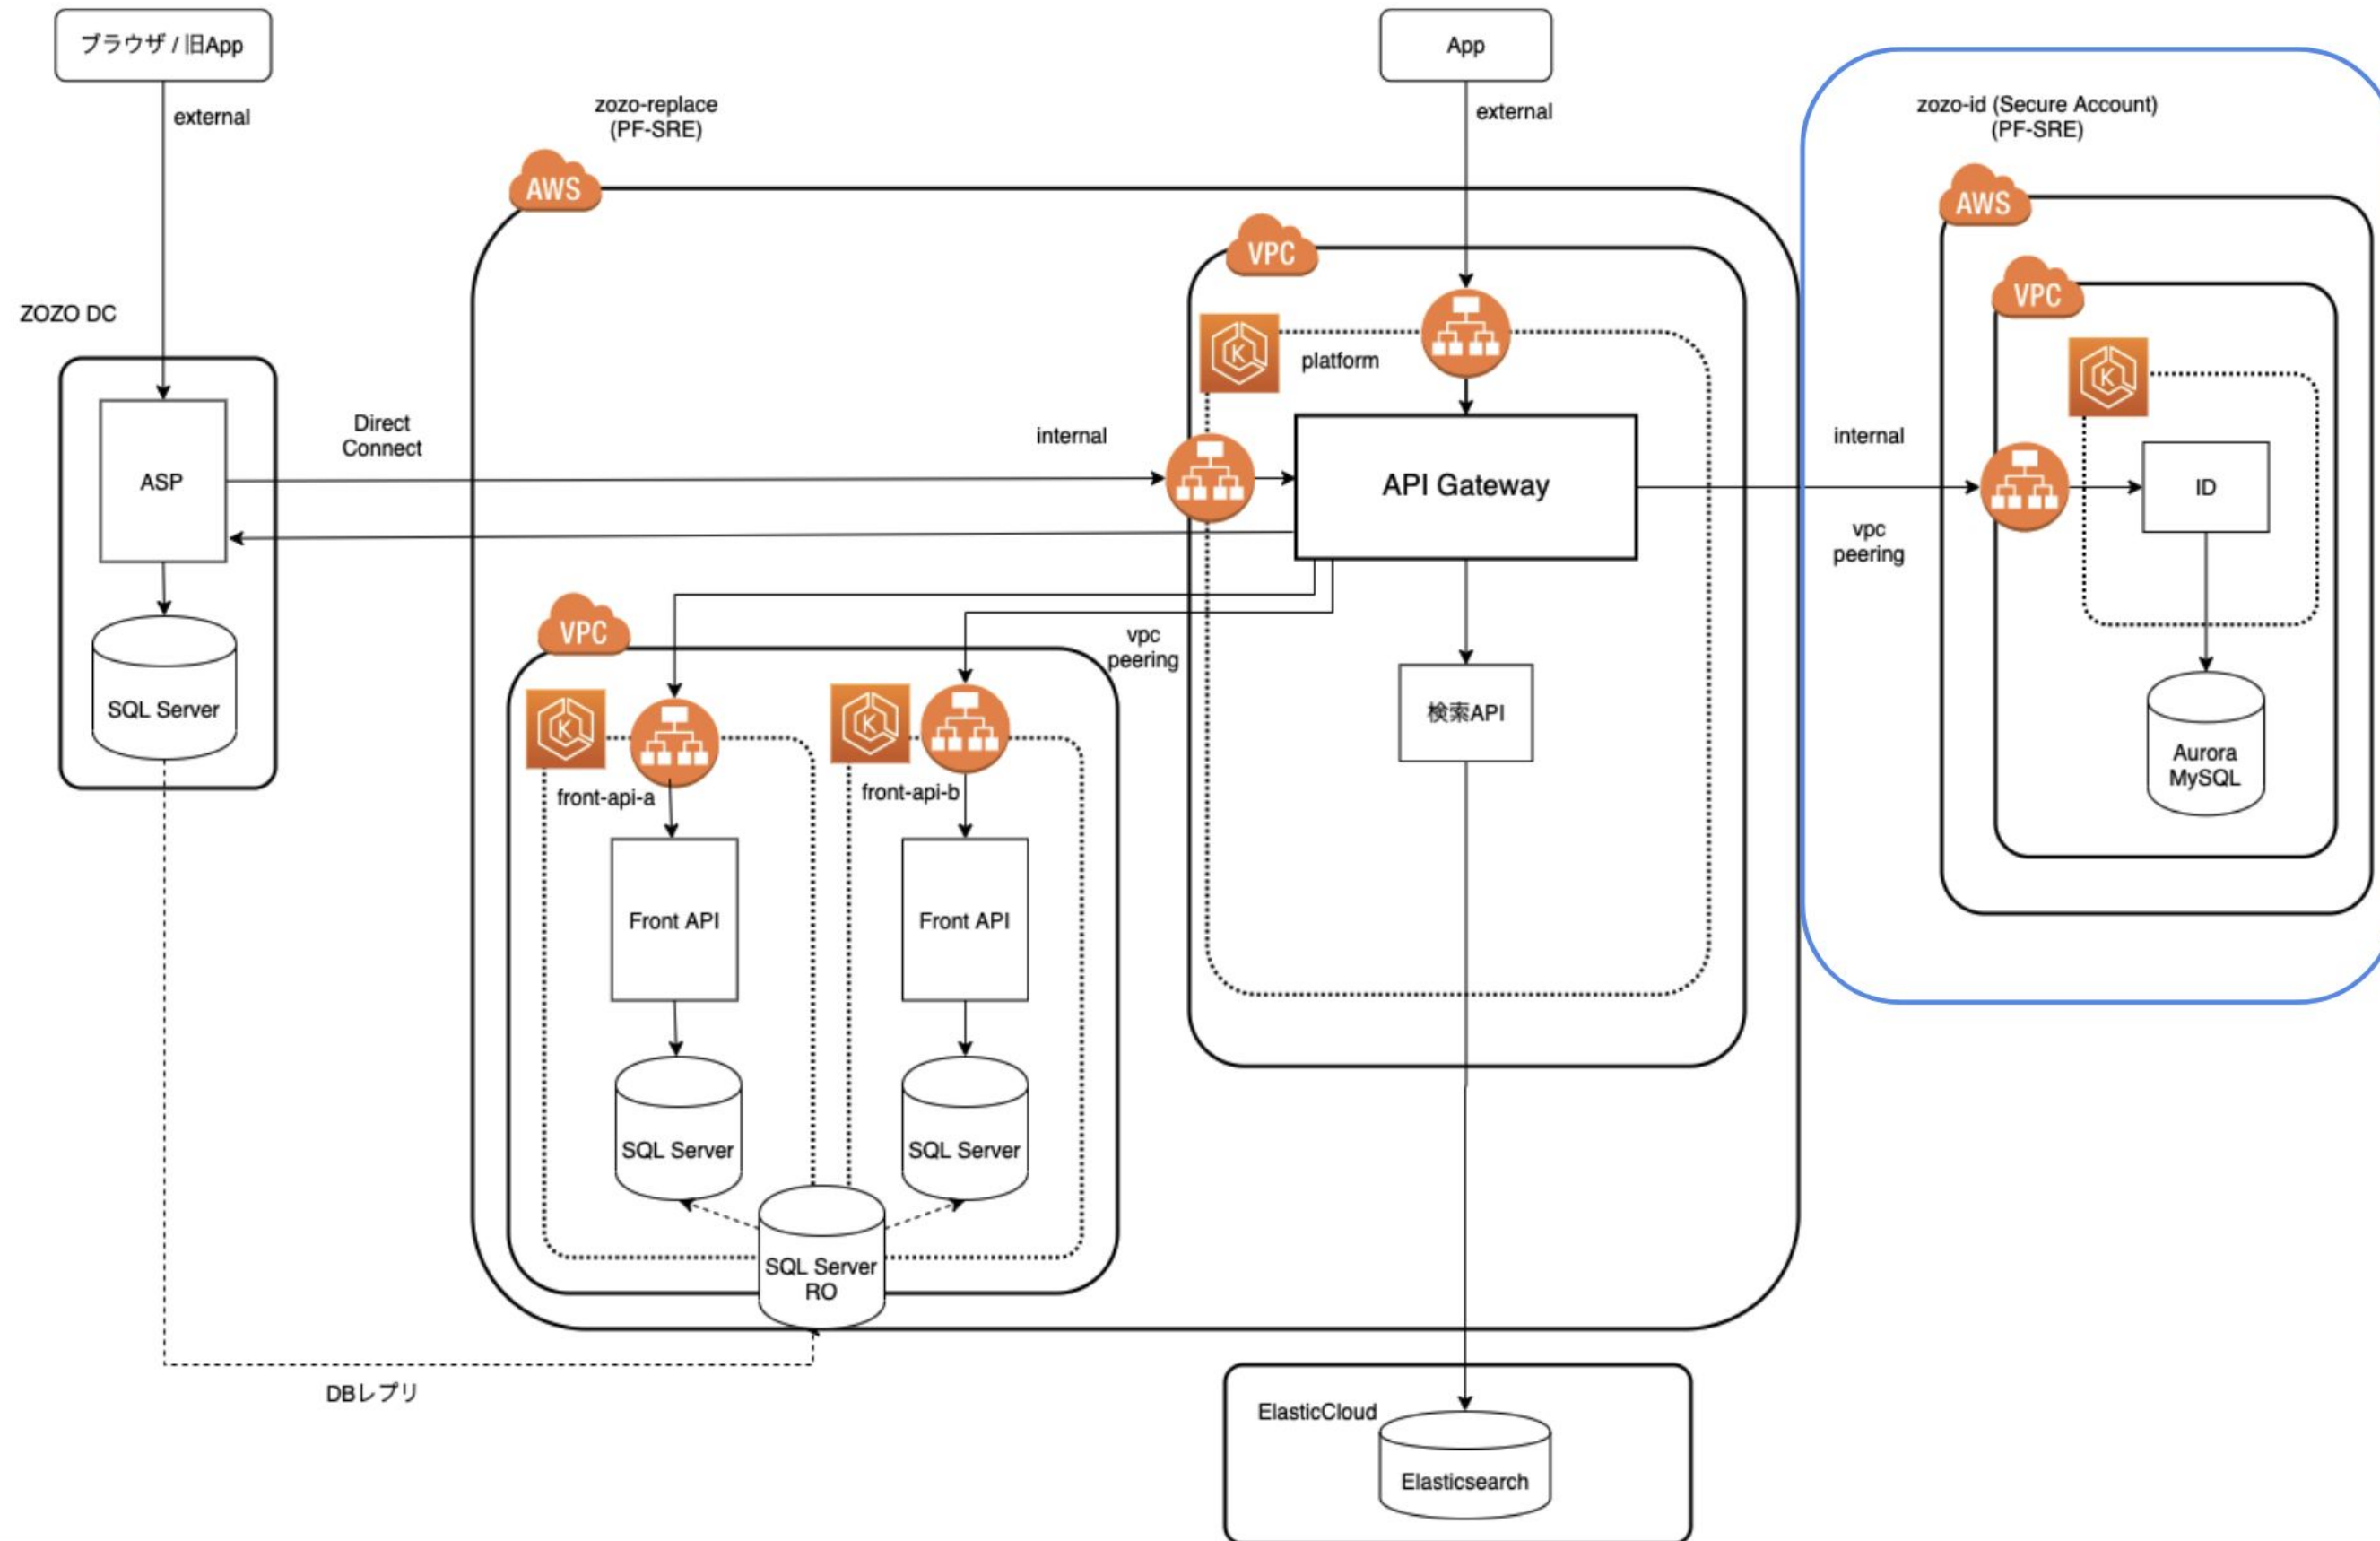 ブラウザ / 旧App
external
ZOZO DC
ASP
SQL Server
Direct
Connect
zozo-replace
(PF-SRE)
AWS
App
external
VPC
K
platform
internal
API Gateway
検索API
vpc
peering
VPC
K
front-api-a
Front API
SQL Server
K
front-api-b
Front API
SQL Server
SQL Server
RO
DBレプリ
ElasticCloud
Elasticsearch
internal
vpc
peering
zozo-id (Secure Account)
(PF-SRE)
AWS
VPC
K
ID
Aurora
MySQL